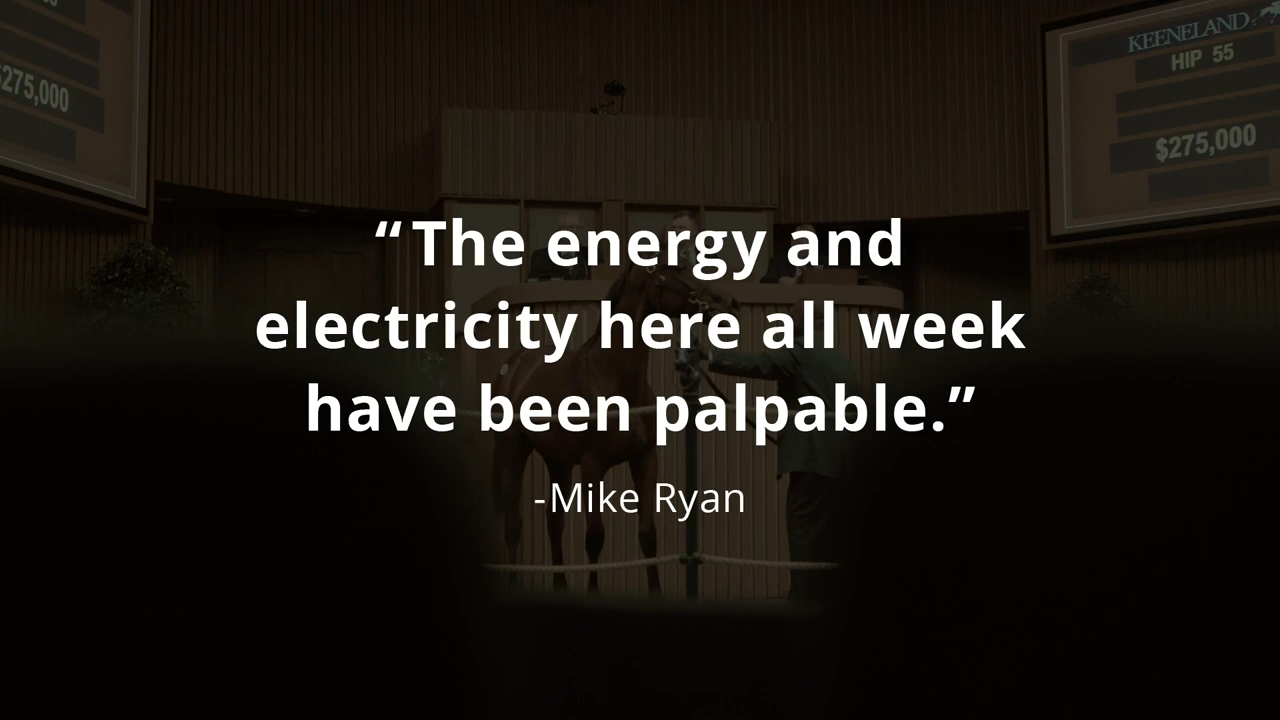 $275,000
KEENELAND
HIP 55
$275,000
“The energy and
electricity here all week
have been palpable.”
-Mike Ryan